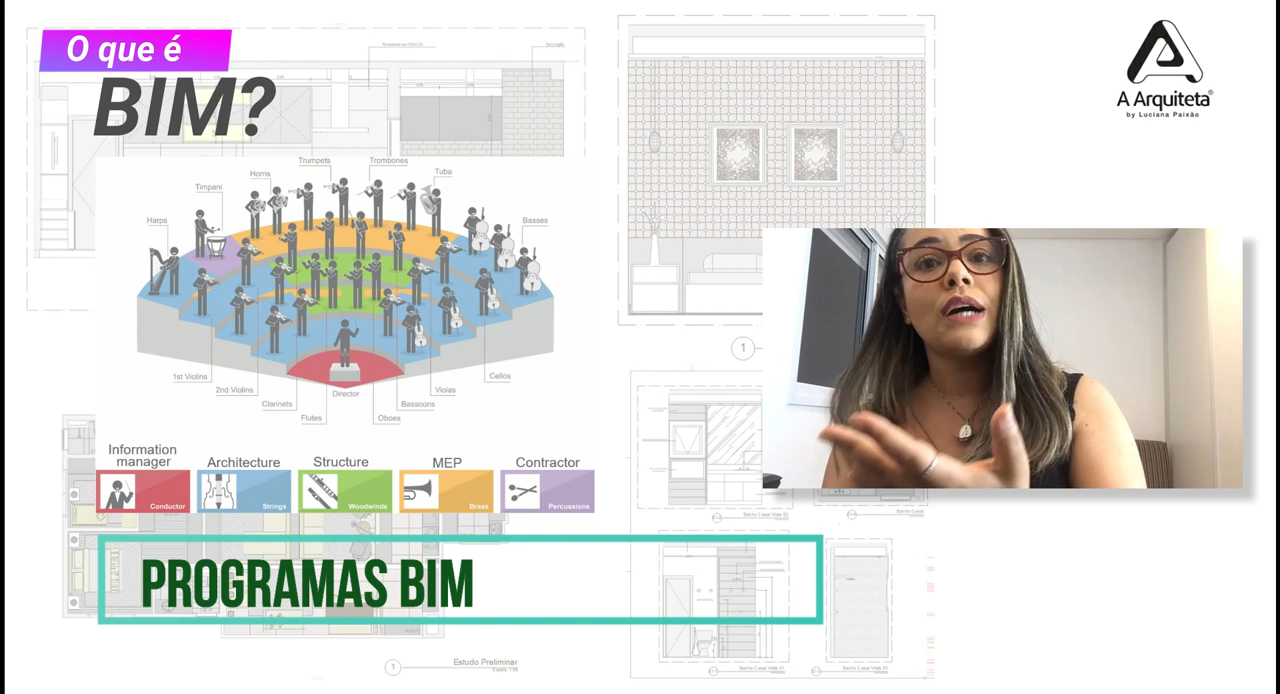 O que é
BIM?
A Arquiteta®
by Luciana Paixão
Trumpets
Trombones
Horns
Tuba
Timpani
Harps
Basses
1st Violins
2nd Violins
Clarinets
Flutes
Director
Oboes
Bassoons
Violas
Cellos
Information
manager
Architecture
Structure
MEP
Contractor
Conductor
Strings
Woodwinds
Brass
Percussions
PROGRAMAS BIM
1
1
Estudo Preliminar